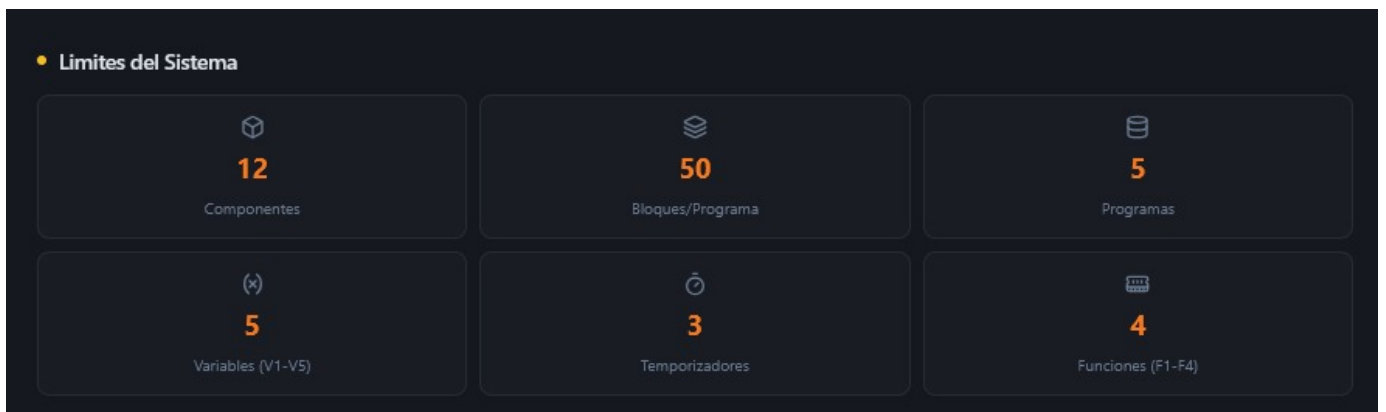 Limites del Sistema
12
Componentes
50
Bloques/Programa
5
Programas
5
Variables (V1-V5)
3
Temporizadores
4
Funciones (F1-F4)